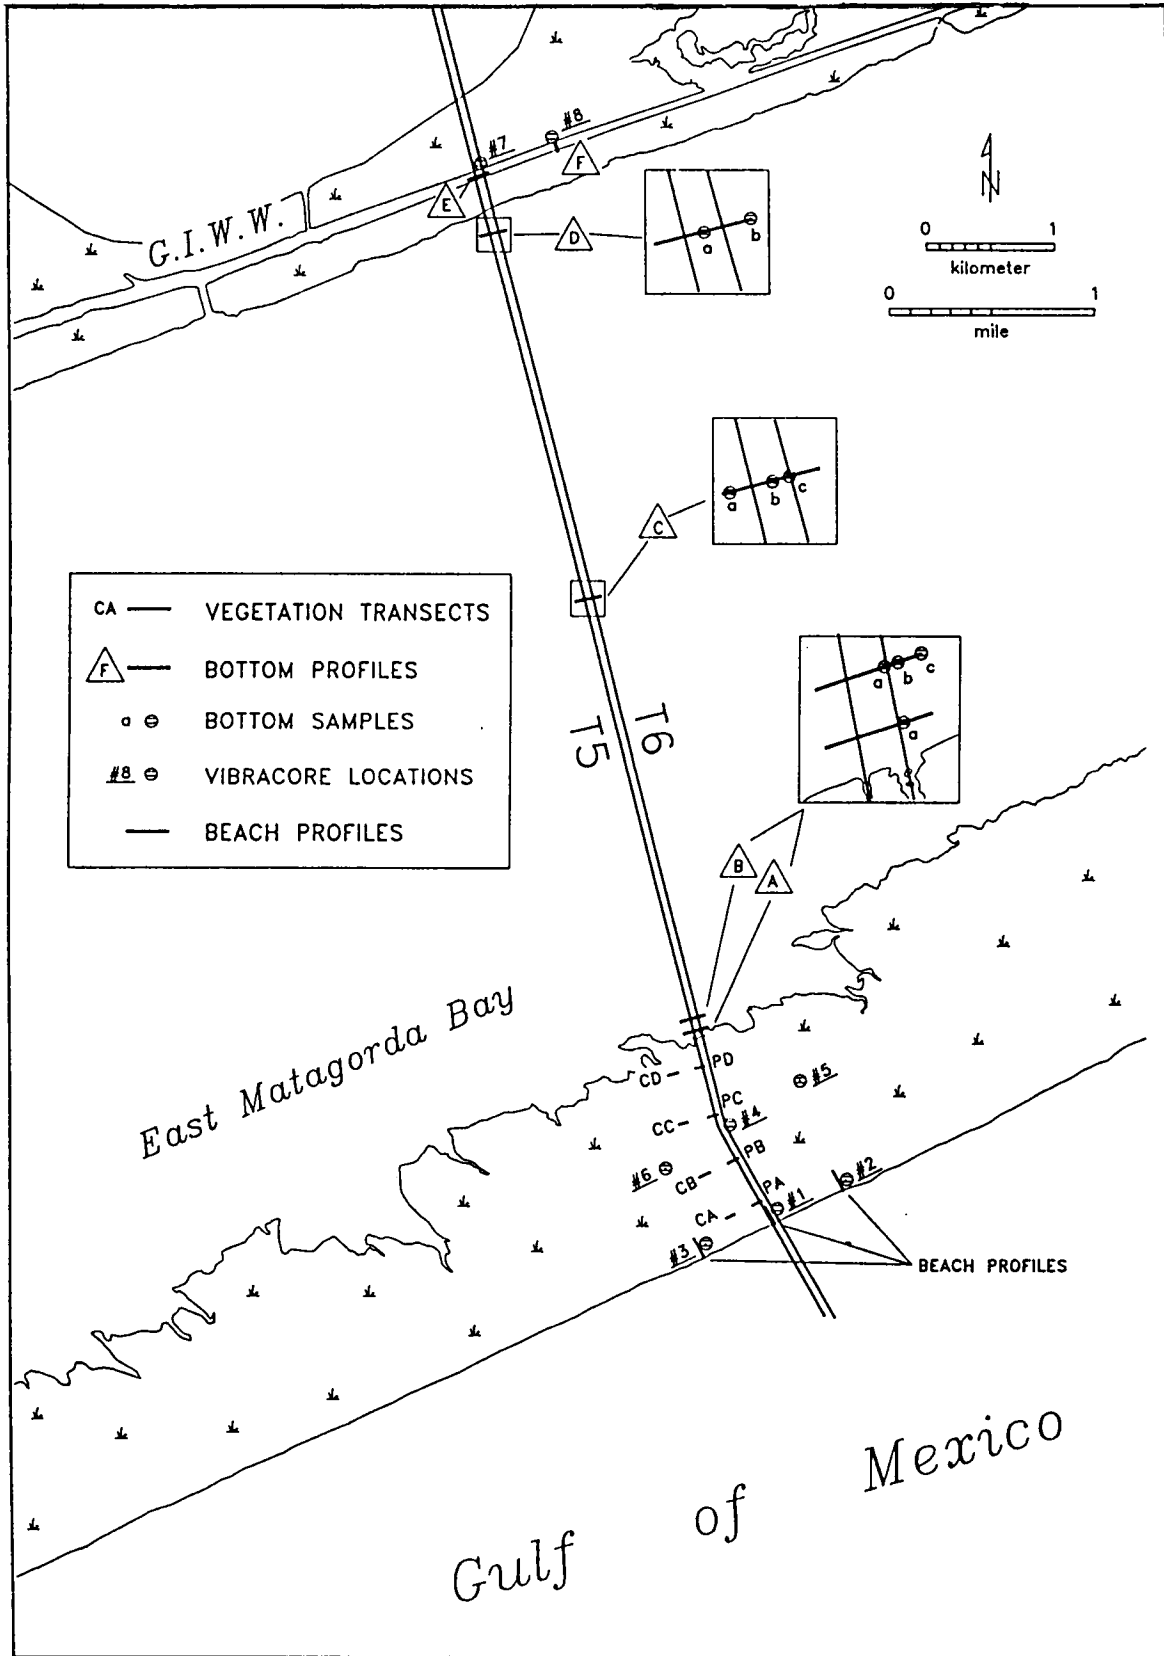 #8
#7
F
E
G.I.W.W.
D
a
b
N
0 1
kilometer
0 1
mile
C
a
b
c
CA VEGETATION TRANSECTS
F BOTTOM PROFILES
a BOTTOM SAMPLES
#8 VIBRACORE LOCATIONS
BEACH PROFILES
T5
T6
a
b
c
a
B
A
East Matagorda Bay
PD
CD
#5
PC
CC
#4
PB
#6
CB
#2
PA
#1
CA
#3
BEACH PROFILES
Gulf of Mexico